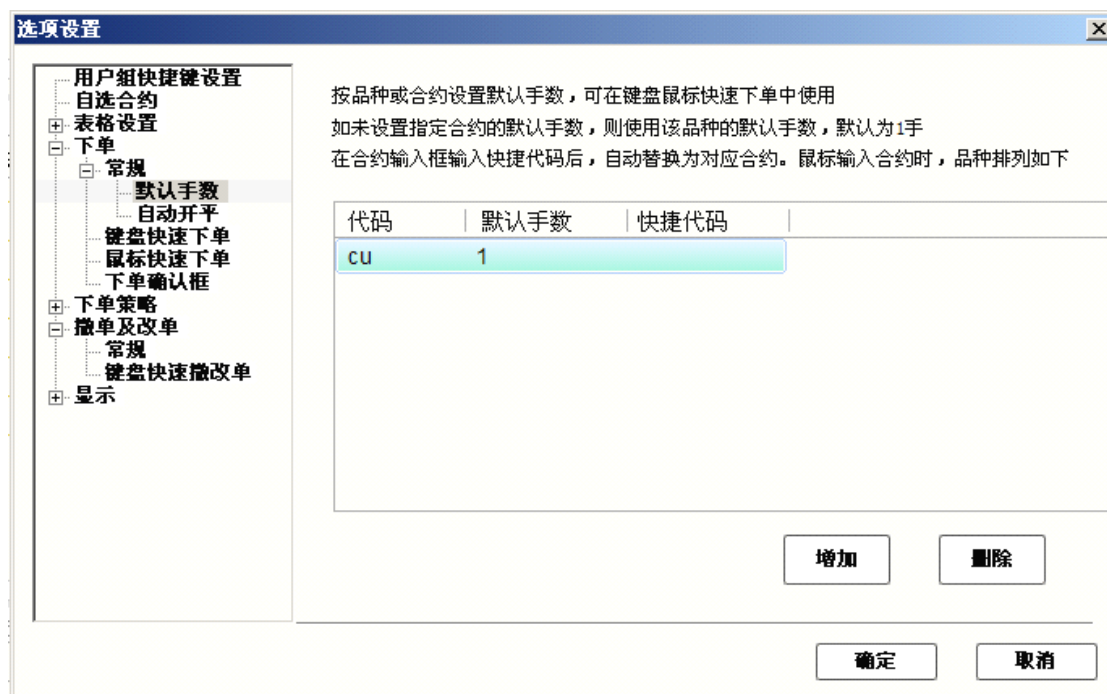 选项设置
用户组快捷键设置
自选合约
表格设置
下单
常规
默认手数
自动开平
键盘快速下单
鼠标快速下单
下单确认框
下单策略
撤单及改单
常规
键盘快速撤改单
显示
按品种或合约设置默认手数，可在键盘鼠标快速下单中使用
如未设置指定合约的默认手数，则使用该品种的默认手数，默认为1手
在合约输入框输入快捷代码后，自动替换为对应合约。鼠标输入合约时，品种排列如下
代码 默认手数 快捷代码
cu 1
增加 删除
确定 取消